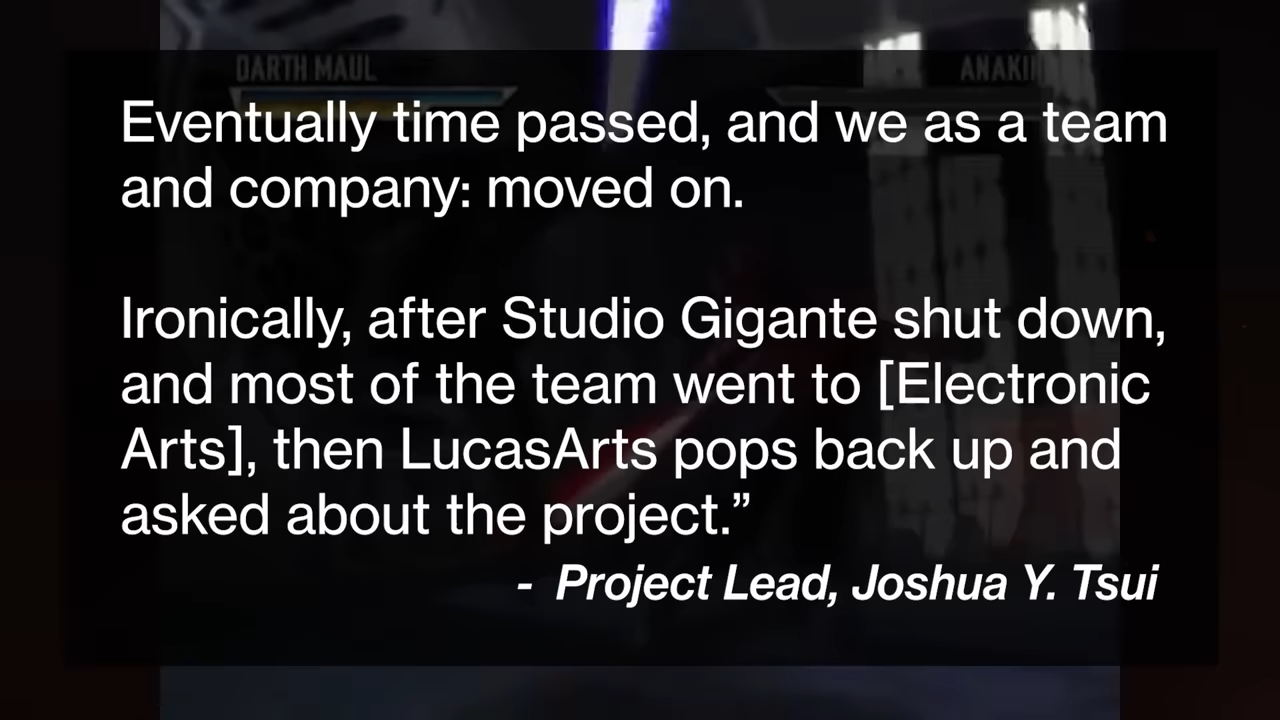 DARTH MAUL
ANAKIN
Eventually time passed, and we as a team
and company: moved on.
Ironically, after Studio Gigante shut down,
and most of the team went to [Electronic
Arts], then LucasArts pops back up and
asked about the project.”
- Project Lead, Joshua Y. Tsui